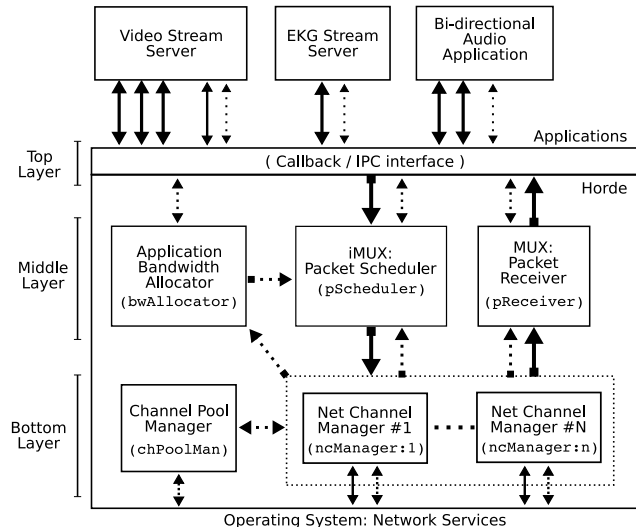 Video Stream
Server
EKG Stream
Server
Bi-directional
Audio
Application
Applications
Top
Layer
( Callback / IPC interface )
Horde
Middle
Layer
Application
Bandwidth
Allocator
(bwAllocator)
iMUX:
Packet Scheduler
(pScheduler)
MUX:
Packet
Receiver
(pReceiver)
Bottom
Layer
Channel Pool
Manager
(chPoolMan)
Net Channel
Manager #1
(ncManager:1)
Net Channel
Manager #N
(ncManager:n)
Operating System: Network Services